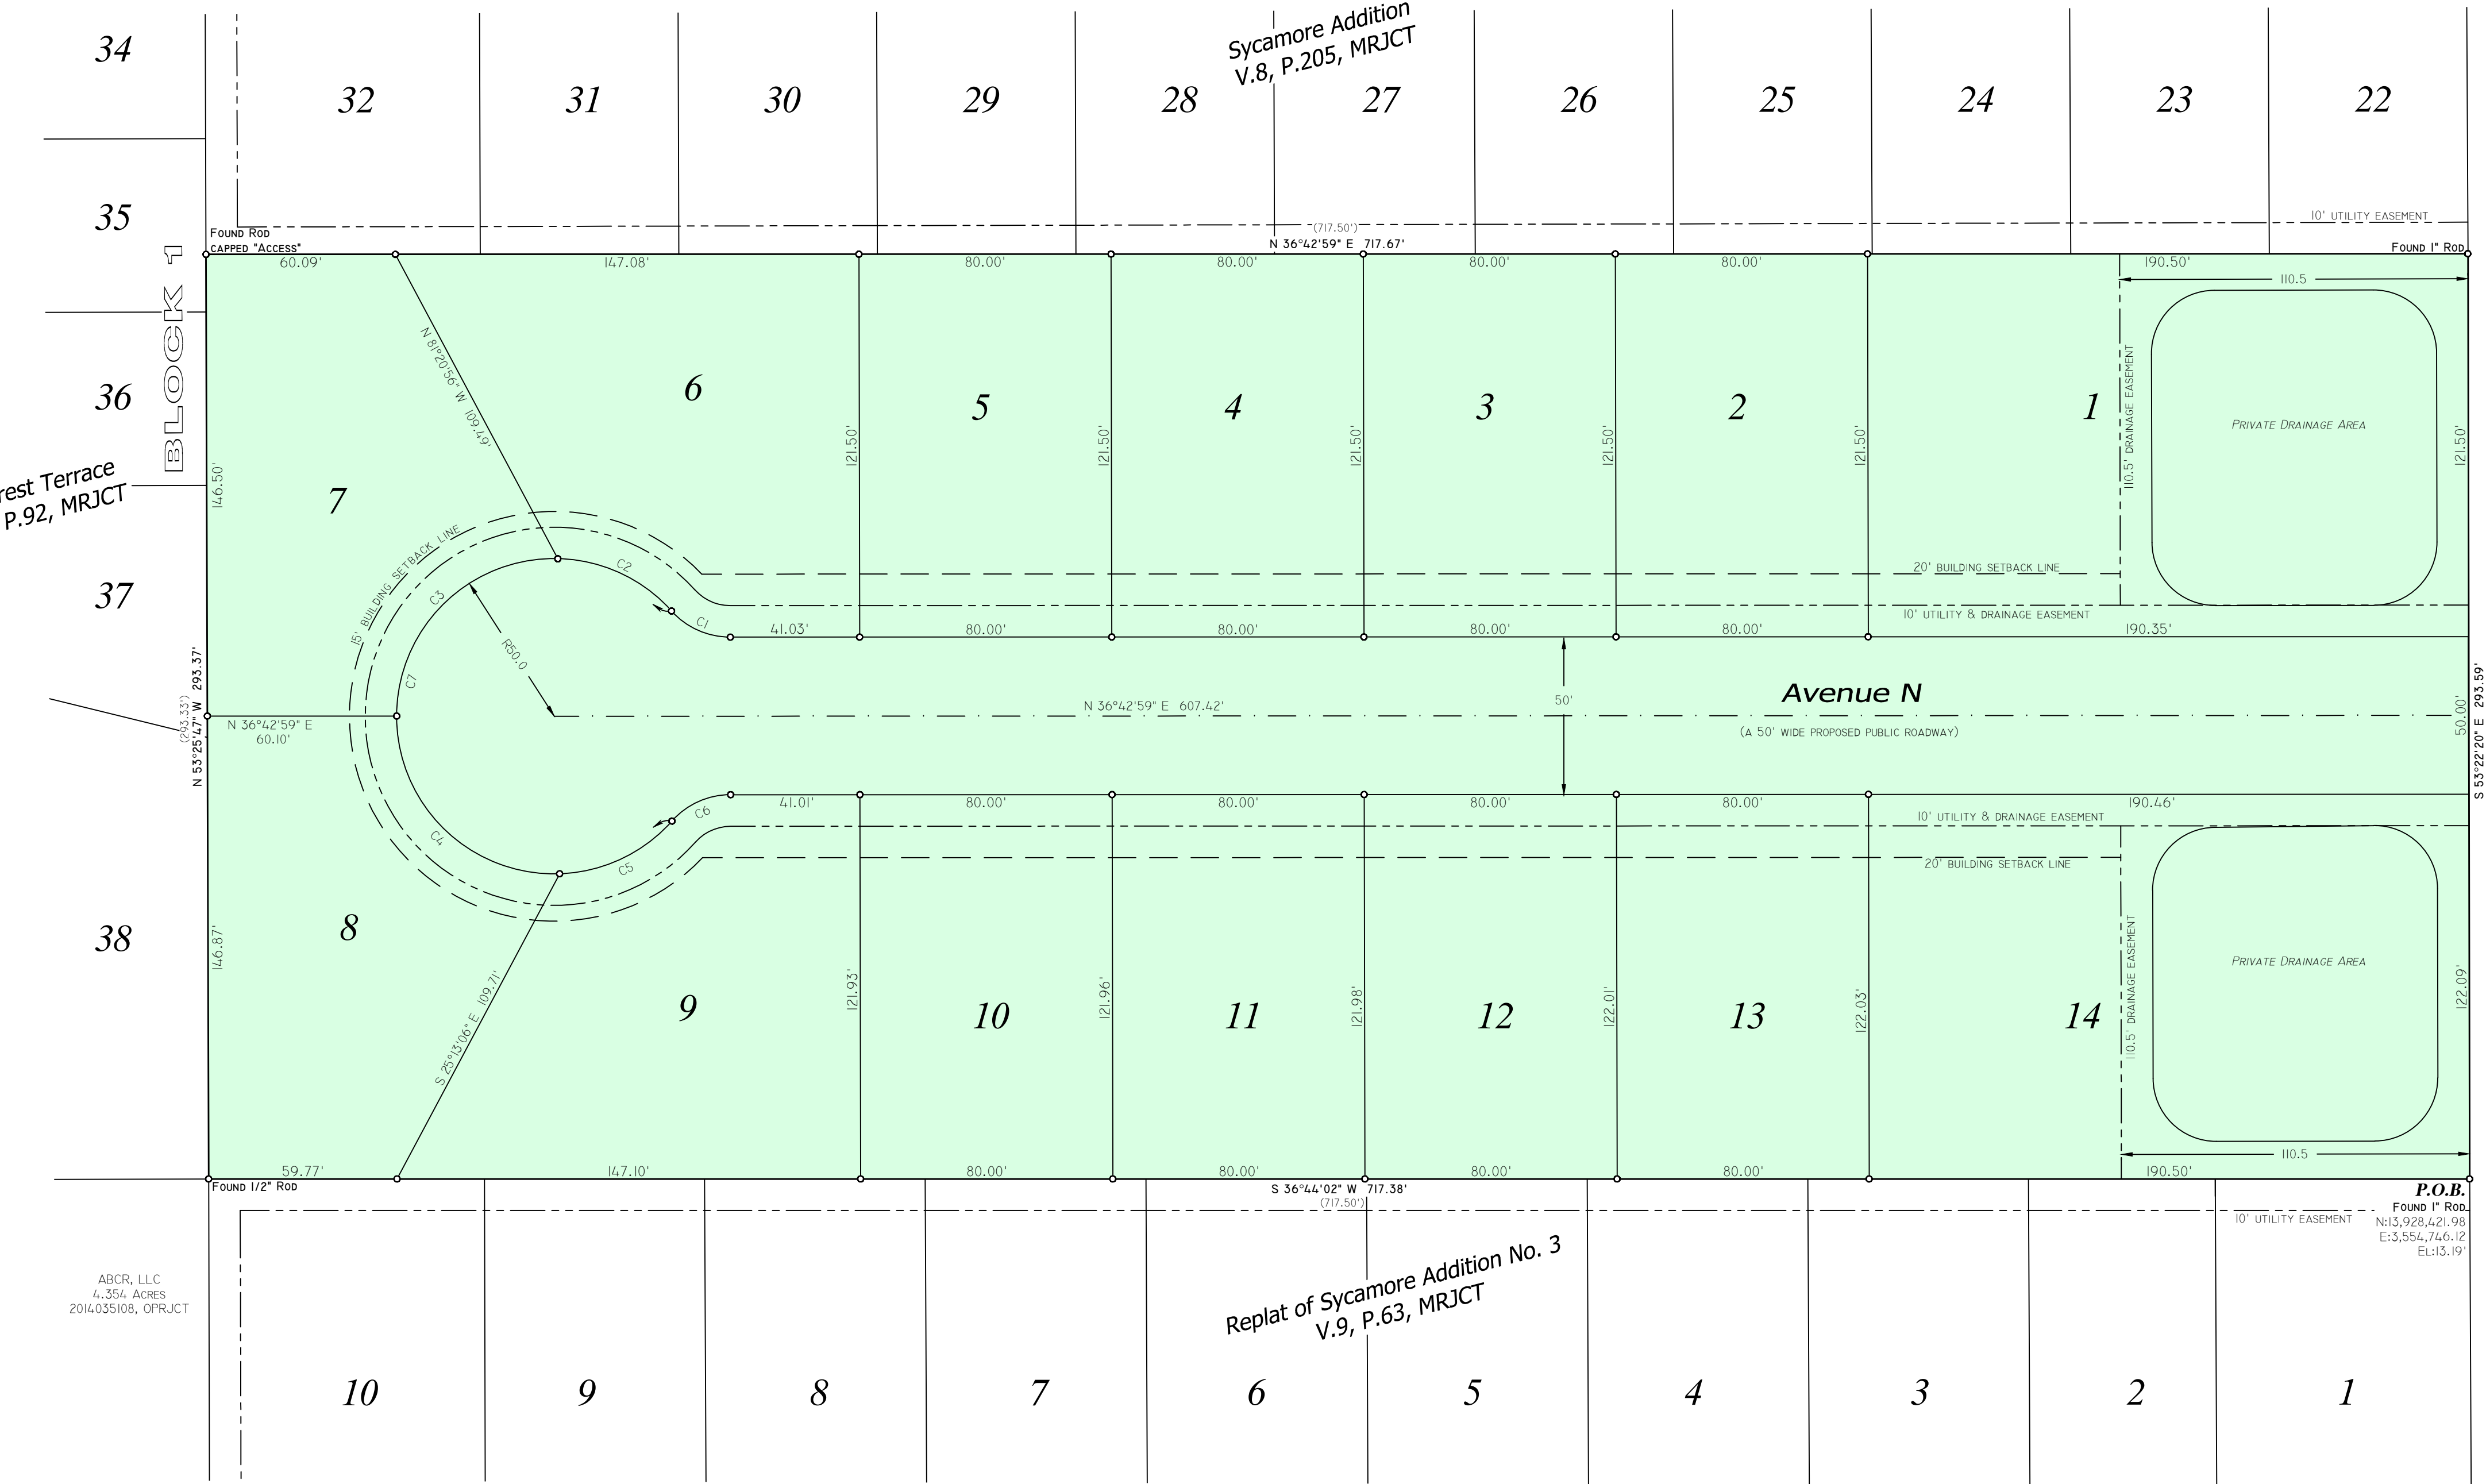 34
32
31
30
29
28
27
26
25
24
23
22
Sycamore Addition
V.8, P.205, MRJCT
35
10' UTILITY EASEMENT
(717.50')
N 36°42'59" E 717.67'
FOUND ROD
CAPPED "ACCESS"
FOUND 1" ROD
60.09'
147.08'
80.00'
80.00'
80.00'
80.00'
190.50'
110.5
BLOCK 1
36
N 81°20'56" W 109.49'
6
5
4
3
2
1
7
146.50'
121.50'
121.50'
121.50'
121.50'
121.50'
110.5' DRAINAGE EASEMENT
PRIVATE DRAINAGE AREA
121.50'
rest Terrace
P.92, MRJCT
37
15' BUILDING SETBACK LINE
C2
C3
C1
C7
R50.0
20' BUILDING SETBACK LINE
10' UTILITY & DRAINAGE EASEMENT
41.03'
80.00'
80.00'
80.00'
80.00'
190.35'
N 53°25'47" W 293.37'
(293.33')
N 36°42'59" E
60.10'
N 36°42'59" E 607.42'
50'
Avenue N
(A 50' WIDE PROPOSED PUBLIC ROADWAY)
50.00'
S 53°22'20" E 293.59'
41.01'
80.00'
80.00'
80.00'
80.00'
190.46'
C6
C4
C5
10' UTILITY & DRAINAGE EASEMENT
20' BUILDING SETBACK LINE
38
8
146.87'
S 25°13'06" E 109.71'
9
10
11
12
13
14
121.93'
121.96'
121.98'
122.01'
122.03'
110.5' DRAINAGE EASEMENT
PRIVATE DRAINAGE AREA
122.09'
110.5
59.77'
147.10'
80.00'
80.00'
80.00'
80.00'
190.50'
FOUND 1/2" ROD
S 36°44'02" W 717.38'
(717.50')
P.O.B.
FOUND 1" ROD
N:13,928,421.98
E:3,554,746.12
EL:13.19'
10' UTILITY EASEMENT
ABCR, LLC
4.354 ACRES
2014035108, OPRJCT
Replat of Sycamore Addition No. 3
V.9, P.63, MRJCT
10
9
8
7
6
5
4
3
2
1